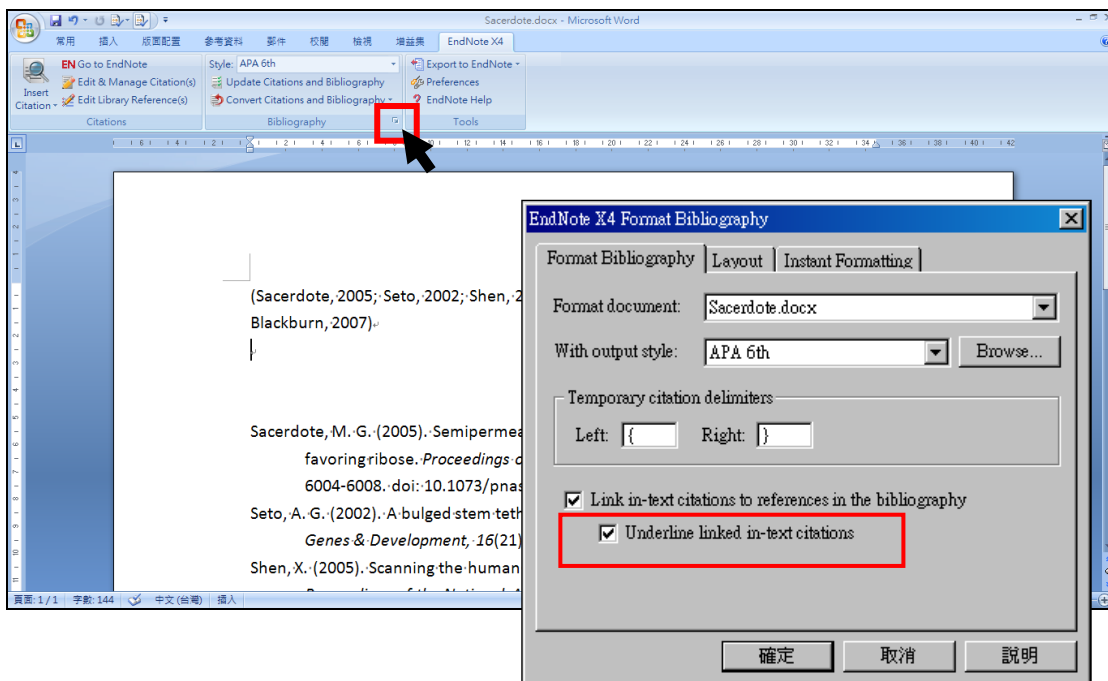 Sacerdote.docx - Microsoft Word
常用 插入 版面配置 參考資料 郵件 校閱 檢視 增益集 EndNote X4
Insert Citation
EN Go to EndNote
Edit & Manage Citation(s)
Edit Library Reference(s)
Citations
Style: APA 6th
Update Citations and Bibliography
Convert Citations and Bibliography
Bibliography
Export to EndNote
Preferences
EndNote Help
Tools
(Sacerdote, 2005; Seto, 2002; Shen, 2
Blackburn, 2007)
Sacerdote, M. G. (2005). Semipermea
favoring ribose. Proceedings o
6004-6008. doi: 10.1073/pnas
Seto, A. G. (2002). A bulged stem teth
Genes & Development, 16(21)
Shen, X. (2005). Scanning the human
頁面: 1/1 字數: 144 中文 (台灣) 插入
EndNote X4 Format Bibliography
Format Bibliography Layout Instant Formatting
Format document: Sacerdote.docx
With output style: APA 6th Browse...
Temporary citation delimiters
Left: { Right: }
Link in-text citations to references in the bibliography
Underline linked in-text citations
確定 取消 說明